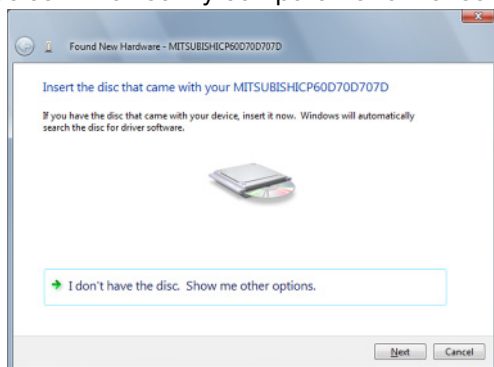 Found New Hardware - MITSUBISHICP60D70D707D
Insert the disc that came with your MITSUBISHICP60D70D707D
If you have the disc that came with your device, insert it now. Windows will automatically
search the disc for driver software.
I don't have the disc. Show me other options.
Next Cancel